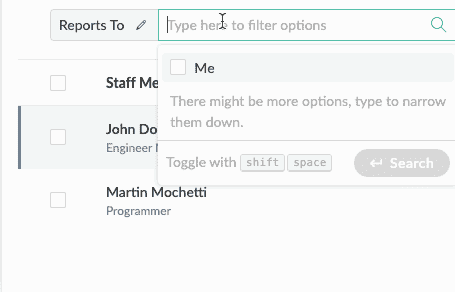 Reports To
Type here to filter options
Me
There might be more options, type to narrow
them down.
Toggle with shift space
Search
Staff Me
John Do
Engineer
Martin Mochetti
Programmer